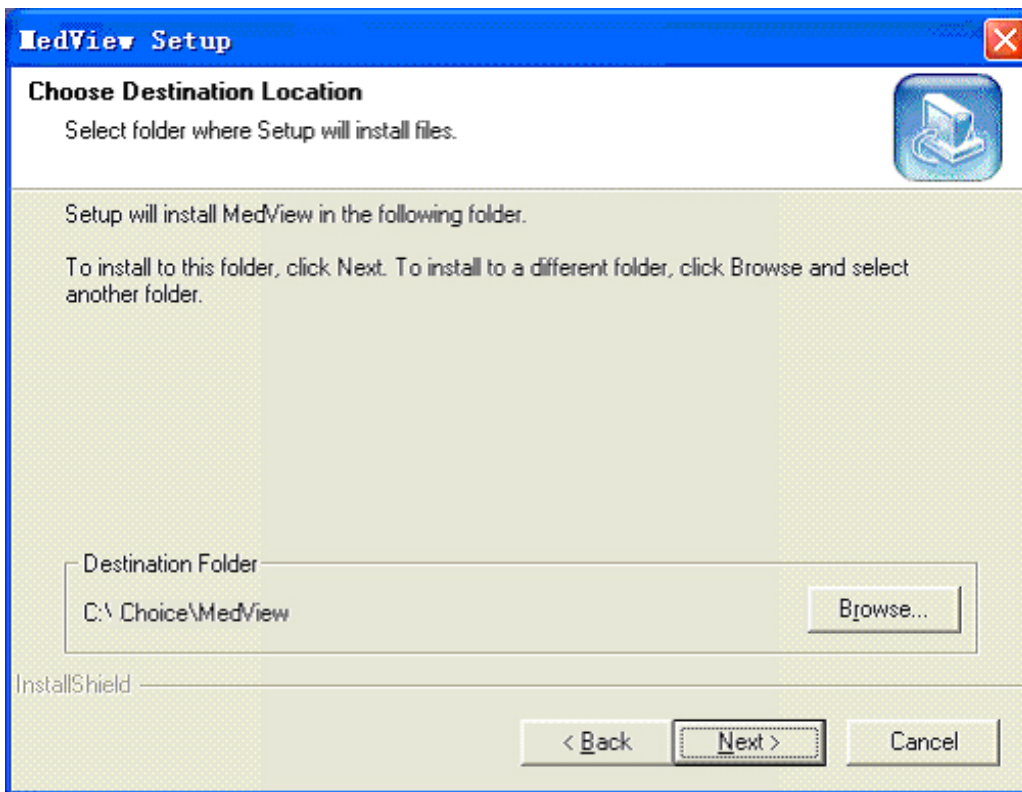 MedView Setup
Choose Destination Location
Select folder where Setup will install files.
Setup will install MedView in the following folder.
To install to this folder, click Next. To install to a different folder, click Browse and select
another folder.
Destination Folder
C:\ Choice\MedView
Browse...
InstallShield
< Back
Next >
Cancel